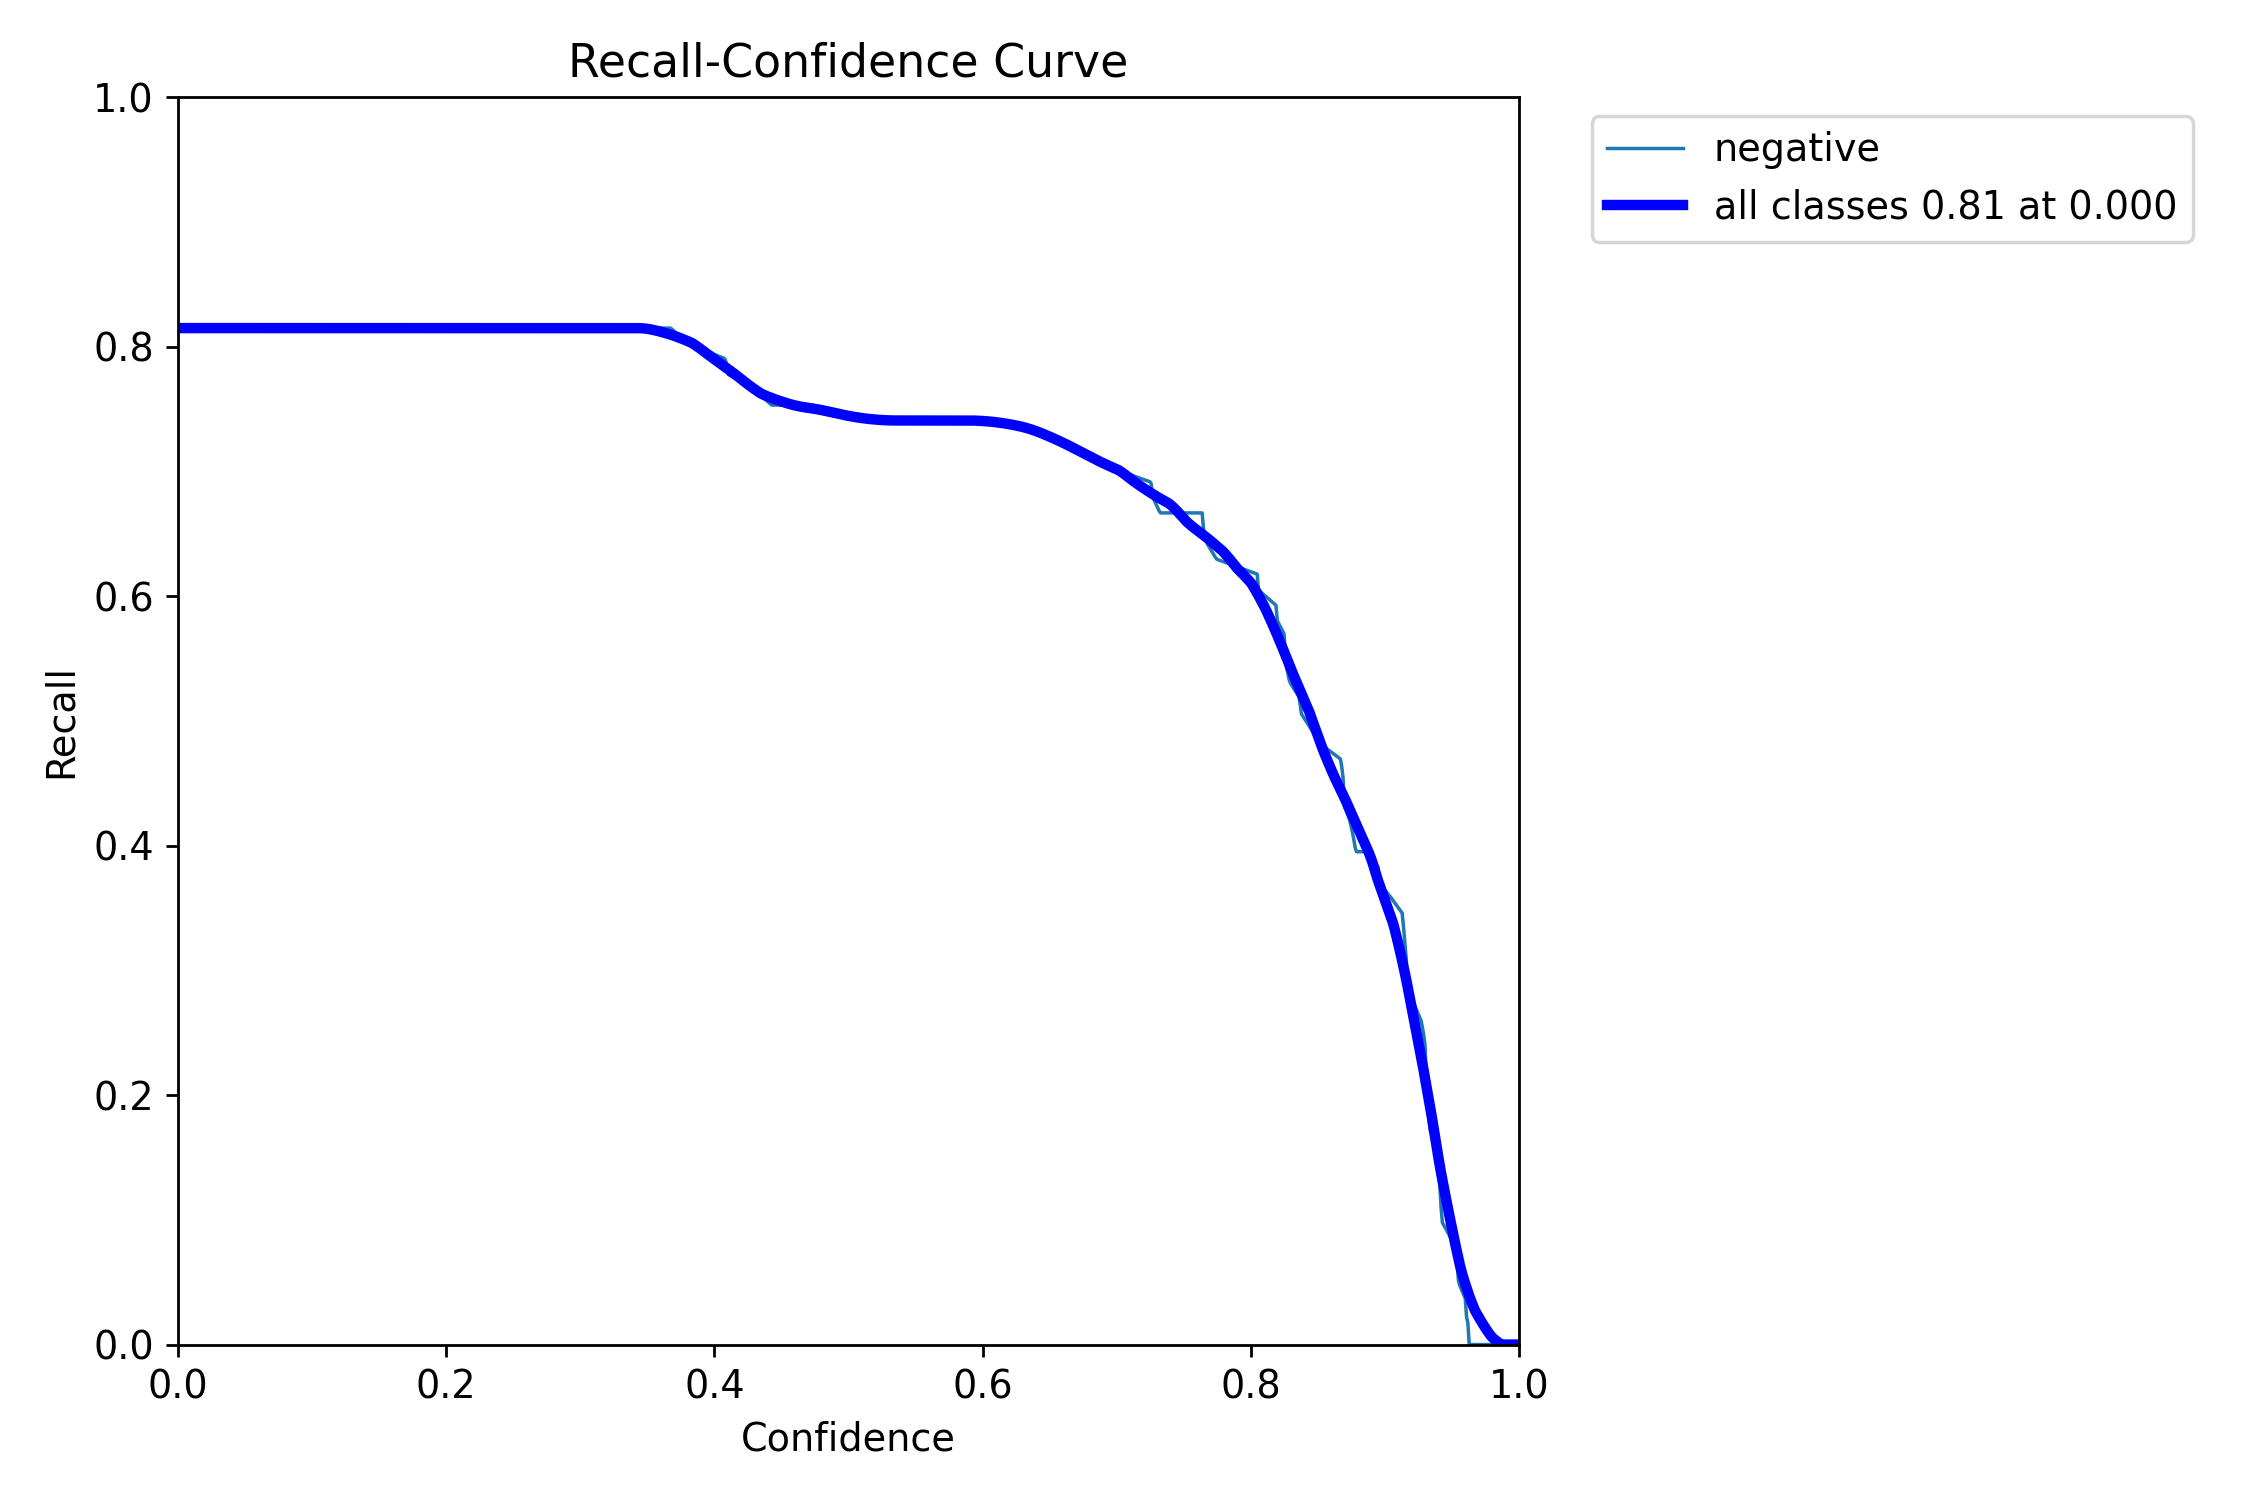 Recall-Confidence Curve
negative
all classes 0.81 at 0.000
1.0
0.8
0.6
0.4
0.2
0.0
Recall
0.0 0.2 0.4 0.6 0.8 1.0
Confidence